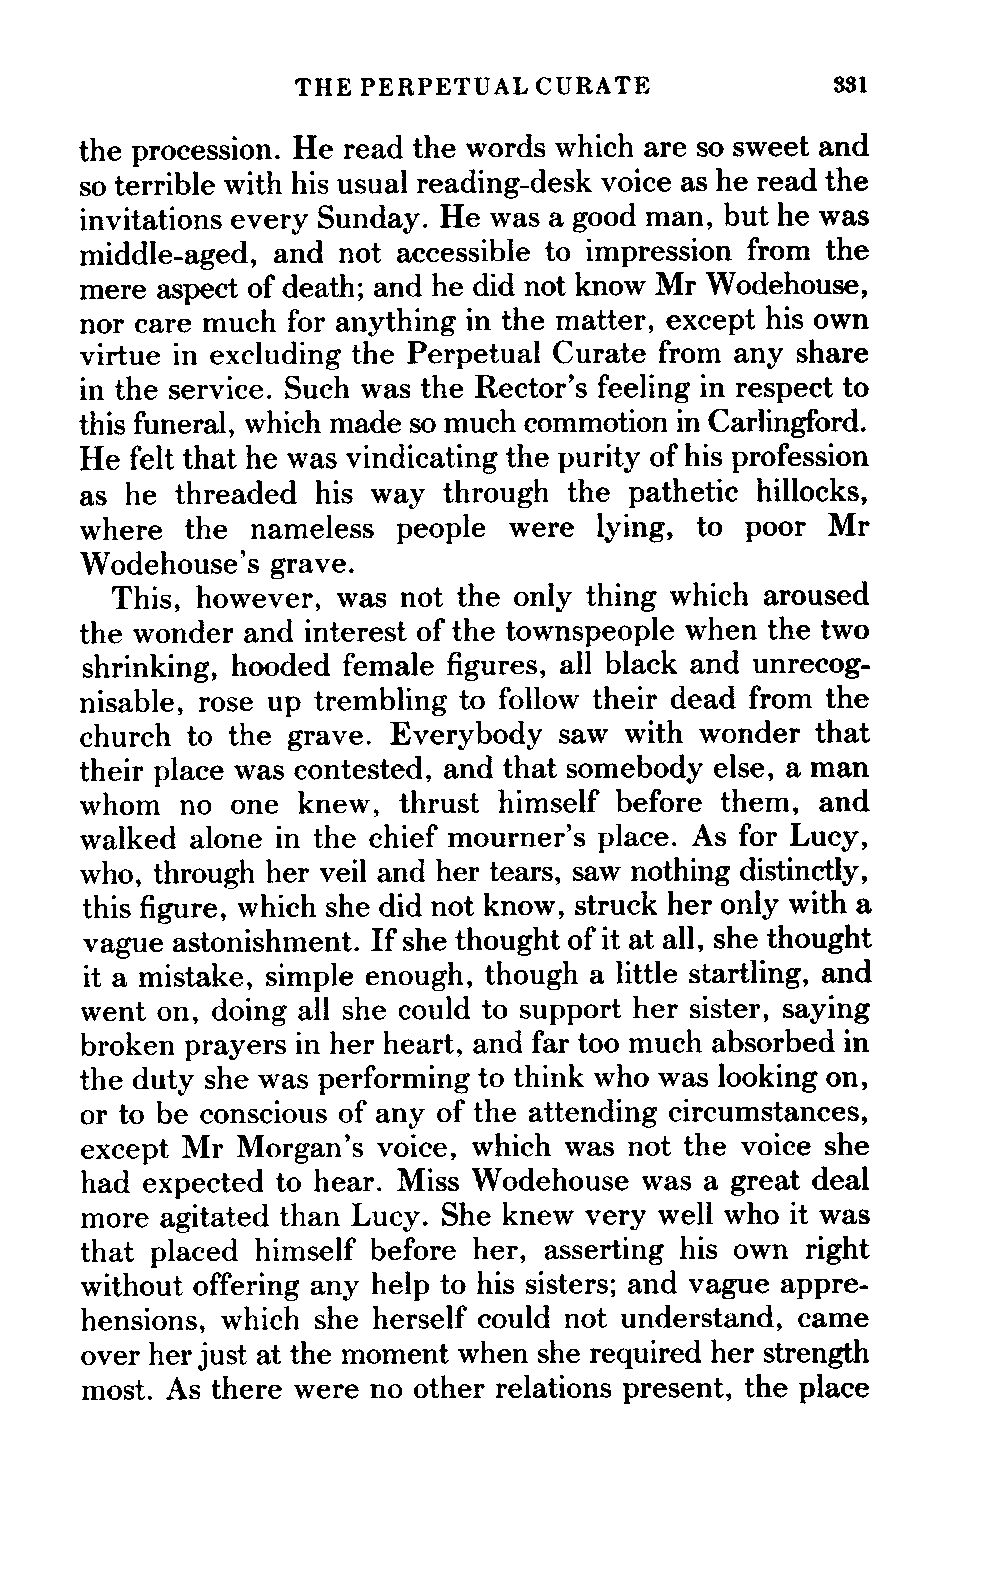 THE PERPETUAL CURATE 331
the procession. He read the words which are so sweet and
so terrible with his usual reading-desk voice as he read the
invitations every Sunday. He was a good man, but he was
middle-aged, and not accessible to impression from the
mere aspect of death; and he did not know Mr Wodehouse,
nor care much for anything in the matter, except his own
virtue in excluding the Perpetual Curate from any share
in the service. Such was the Rector's feeling in respect to
this funeral, which made so much commotion in Carlingford.
He felt that he was vindicating the purity of his profession
as he threaded his way through the pathetic hillocks,
where the nameless people were lying, to poor Mr
Wodehouse's grave.
This, however, was not the only thing which aroused
the wonder and interest of the townspeople when the two
shrinking, hooded female figures, all black and unrecog-
nisable, rose up trembling to follow their dead from the
church to the grave. Everybody saw with wonder that
their place was contested, and that somebody else, a man
whom no one knew, thrust himself before them, and
walked alone in the chief mourner's place. As for Lucy,
who, through her veil and her tears, saw nothing distinctly,
this figure, which she did not know, struck her only with a
vague astonishment. If she thought of it at all, she thought
it a mistake, simple enough, though a little startling, and
went on, doing all she could to support her sister, saying
broken prayers in her heart, and far too much absorbed in
the duty she was performing to think who was looking on,
or to be conscious of any of the attending circumstances,
except Mr Morgan's voice, which was not the voice she
had expected to hear. Miss Wodehouse was a great deal
more agitated than Lucy. She knew very well who it was
that placed himself before her, asserting his own right
without offering any help to his sisters; and vague appre-
hensions, which she herself could not understand, came
over her just at the moment when she required her strength
most. As there were no other relations present, the place